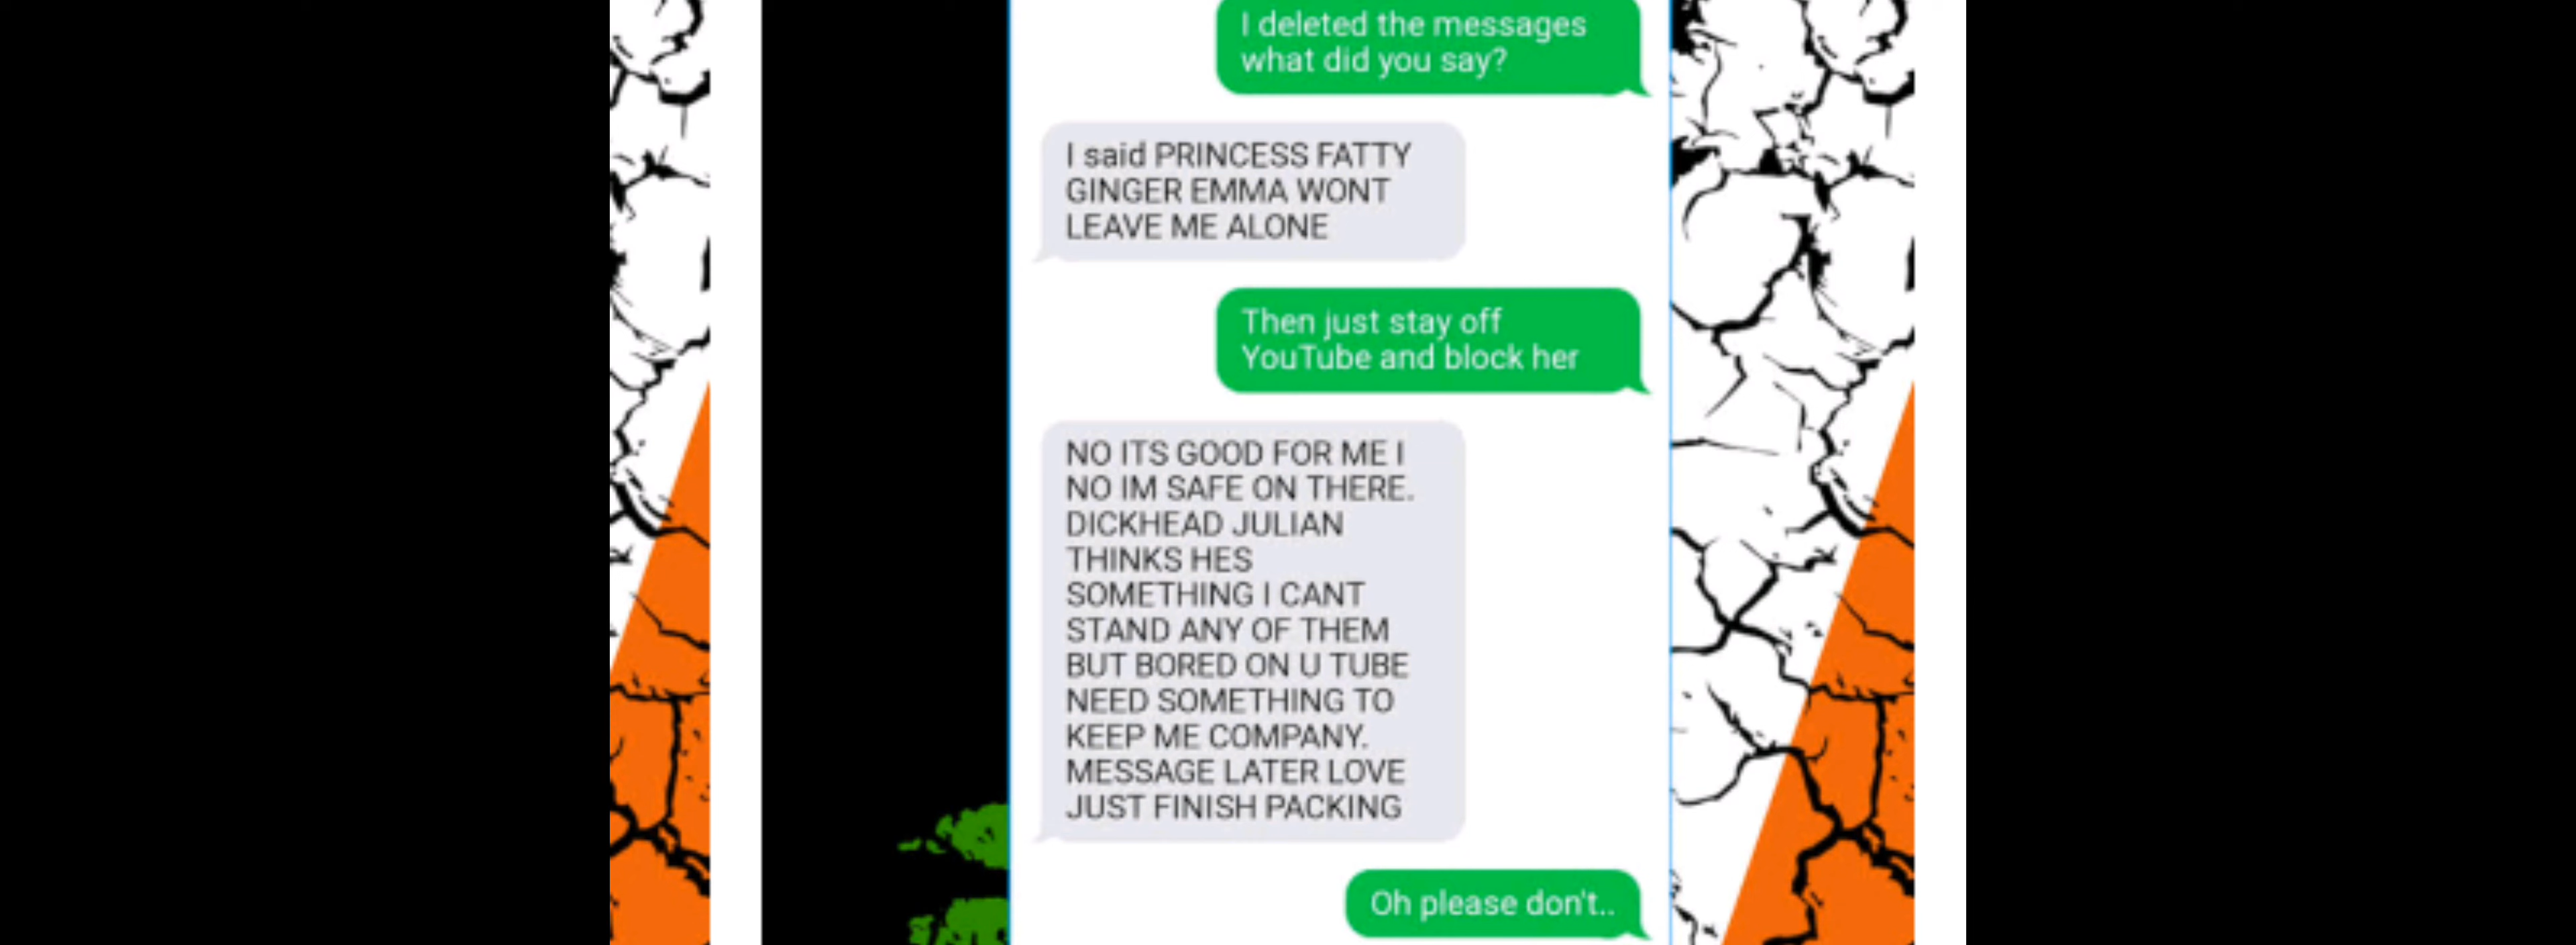 I deleted the messages
what did you say?
I said PRINCESS FATTY
GINGER EMMA WONT
LEAVE ME ALONE
Then just stay off
YouTube and block her
NO ITS GOOD FOR ME I
NO IM SAFE ON THERE.
DICKHEAD JULIAN
THINKS HES
SOMETHING I CANT
STAND ANY OF THEM
BUT BORED ON U TUBE
NEED SOMETHING TO
KEEP ME COMPANY.
MESSAGE LATER LOVE
JUST FINISH PACKING
Oh please don't..